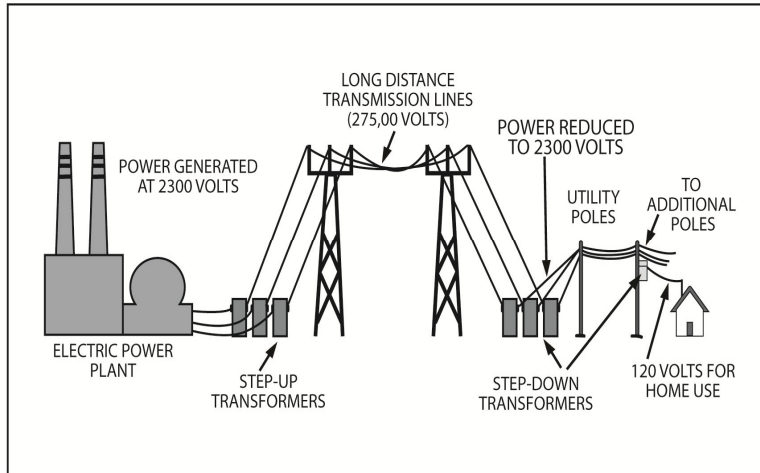 LONG DISTANCE
TRANSMISSION LINES
(275,00 VOLTS)
POWER GENERATED
AT 2300 VOLTS
POWER REDUCED
TO 2300 VOLTS
UTILITY
POLES
TO
ADDITIONAL
POLES
ELECTRIC POWER
PLANT
STEP-UP
TRANSFORMERS
STEP-DOWN
TRANSFORMERS
120 VOLTS FOR
HOME USE